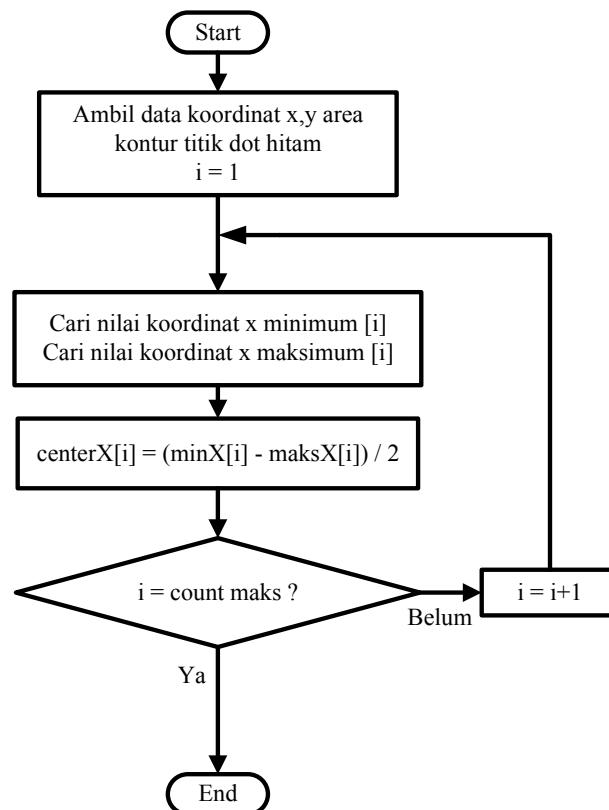 Start
Ambil data koordinat x,y area
kontur titik dot hitam
i = 1
Cari nilai koordinat x minimum [i]
Cari nilai koordinat x maksimum [i]
centerX[i] = (minX[i] - maksX[i]) / 2
i = count maks ?
Belum
i = i+1
Ya
End